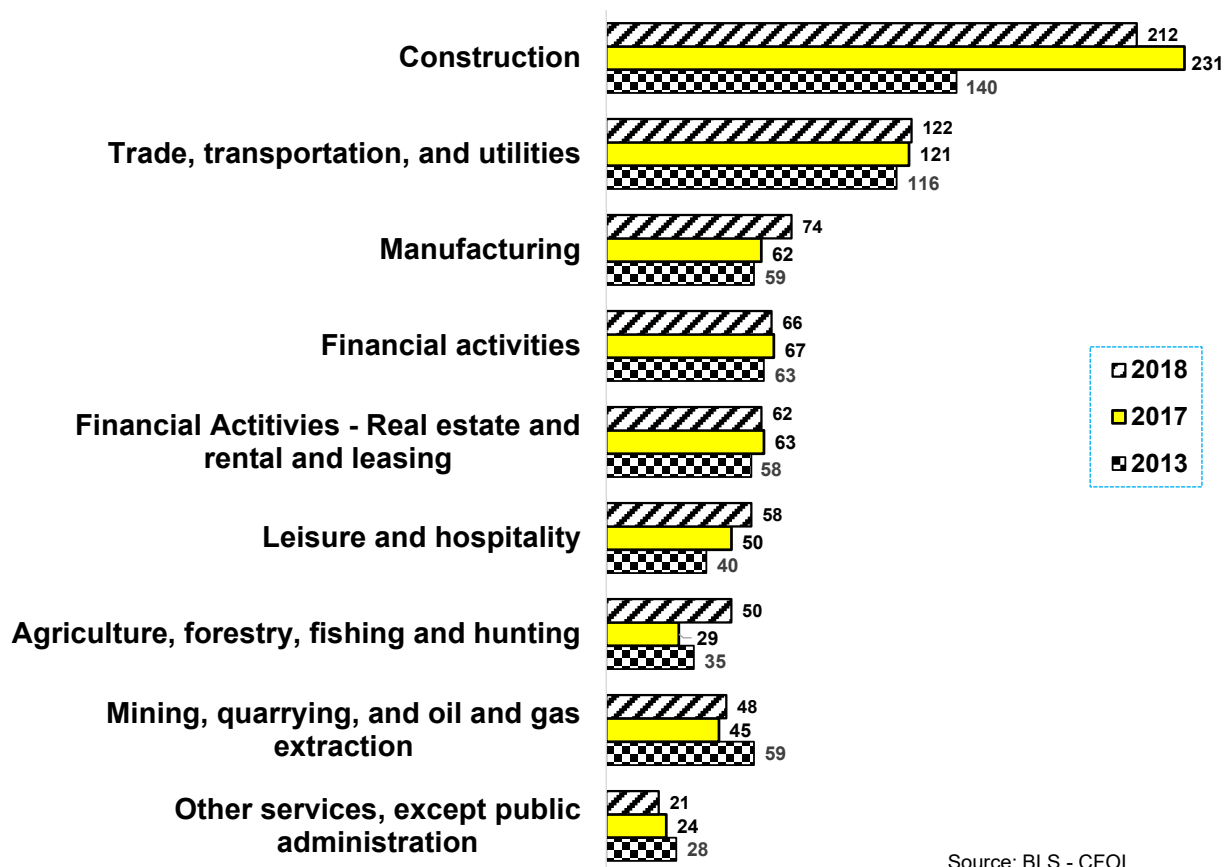 Construction
212
231
140
Trade, transportation, and utilities
122
121
116
Manufacturing
74
62
59
Financial activities
66
67
63
Financial Actitivies - Real estate and
rental and leasing
62
63
58
Leisure and hospitality
58
50
40
Agriculture, forestry, fishing and hunting
50
29
35
Mining, quarrying, and oil and gas
extraction
48
45
59
Other services, except public
administration
21
24
28
2018
2017
2013
Source: BLS - CFOI